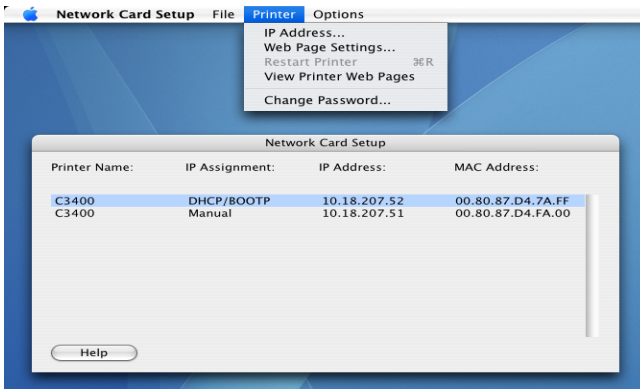 Network Card Setup File Printer Options
IP Address...
Web Page Settings...
Restart Printer ⌘R
View Printer Web Pages
Change Password...
Network Card Setup
Printer Name: IP Assignment: IP Address: MAC Address:
C3400 DHCP/BOOTP 10.18.207.52 00.80.87.D4.7A.FF
C3400 Manual 10.18.207.51 00.80.87.D4.FA.00
Help